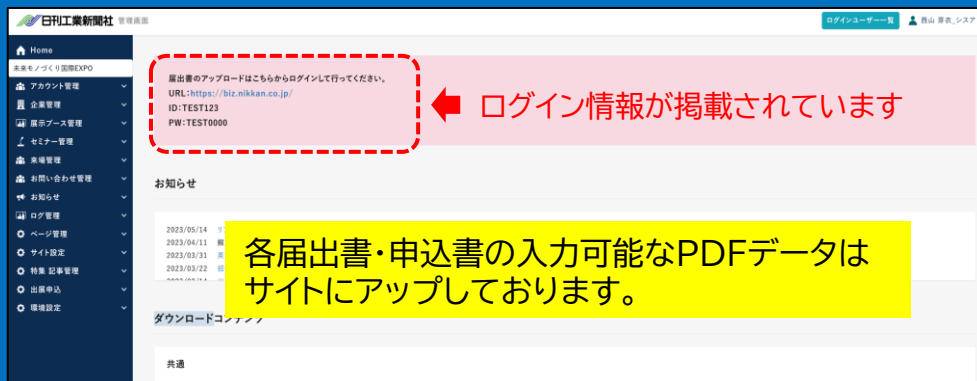 日刊工業新聞社 管理画面
ログインユーザー一覧
Home
未来モノづくり国際EXPO
アカウント管理
企業管理
展示ブース管理
セミナー管理
来場管理
お問い合わせ管理
お知らせ
ログ管理
ページ管理
サイト設定
特集 記事管理
出展申込
環境設定
届出書のアップロードはこちらからログインして行ってください。
URL:https://biz.nikkan.co.jp/
ID:TEST123
PW:TEST0000
ログイン情報が掲載されています
お知らせ
2023/05/14
2023/04/11
2023/03/31
2023/03/22
各届出書・申込書の入力可能なPDFデータは
サイトにアップしております。
ダウンロードコンテンツ
共通